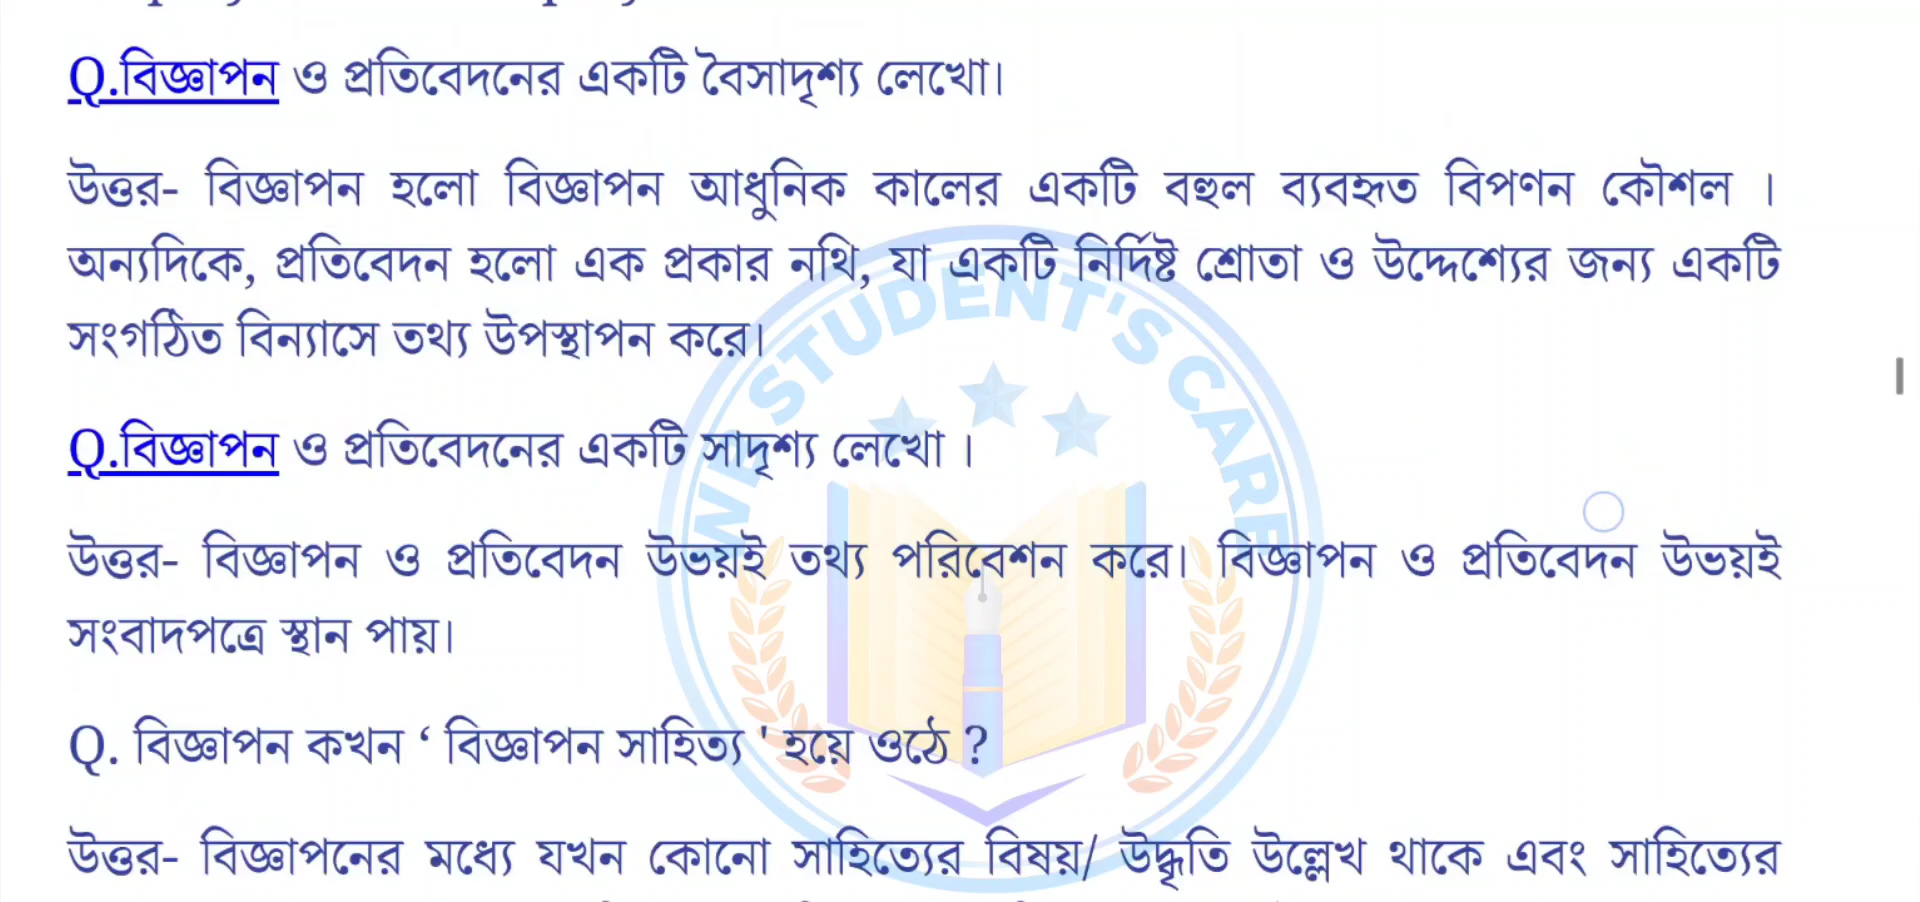 Q.বিজ্ঞাপন ও প্রতিবেদনের একটি বৈসাদৃশ্য লেখো।
উত্তর- বিজ্ঞাপন হলো বিজ্ঞাপন আধুনিক কালের একটি বহুল ব্যবহৃত বিপণন কৌশল ।
অন্যদিকে, প্রতিবেদন হলো এক প্রকার নথি, যা একটি নির্দিষ্ট শ্রোতা ও উদ্দেশ্যের জন্য একটি
সংগঠিত বিন্যাসে তথ্য উপস্থাপন করে।
Q.বিজ্ঞাপন ও প্রতিবেদনের একটি সাদৃশ্য লেখো ।
উত্তর- বিজ্ঞাপন ও প্রতিবেদন উভয়ই তথ্য পরিবেশন করে। বিজ্ঞাপন ও প্রতিবেদন উভয়ই
সংবাদপত্রে স্থান পায়।
Q. বিজ্ঞাপন কখন ‘ বিজ্ঞাপন সাহিত্য ' হয়ে ওঠে ?
উত্তর- বিজ্ঞাপনের মধ্যে যখন কোনো সাহিত্যের বিষয়/ উদ্ধৃতি উল্লেখ থাকে এবং সাহিত্যের
STUDENT'S CARE